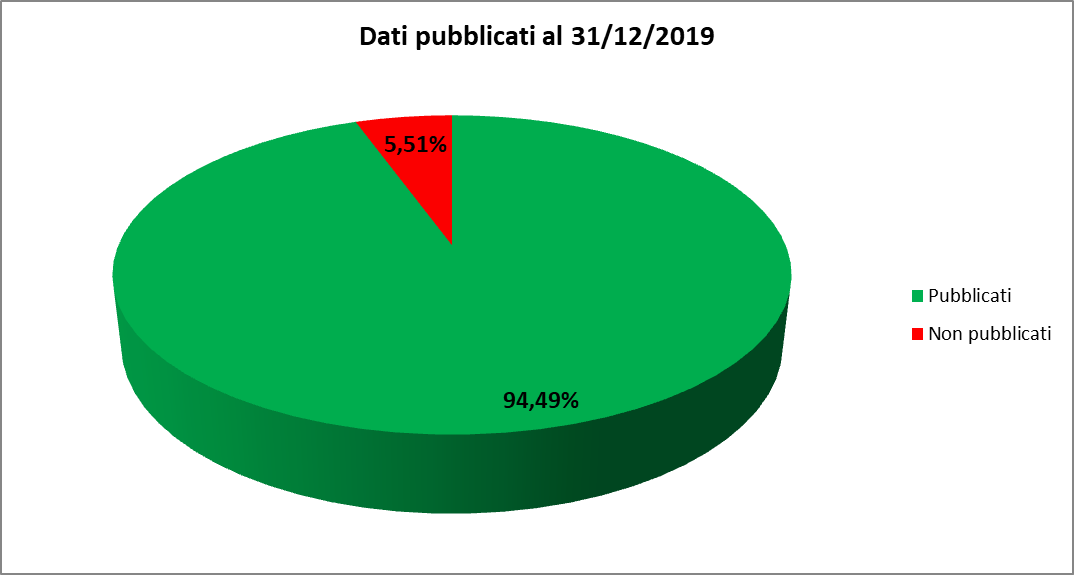 Dati pubblicati al 31/12/2019
5,51%
94,49%
Pubblicati
Non pubblicati